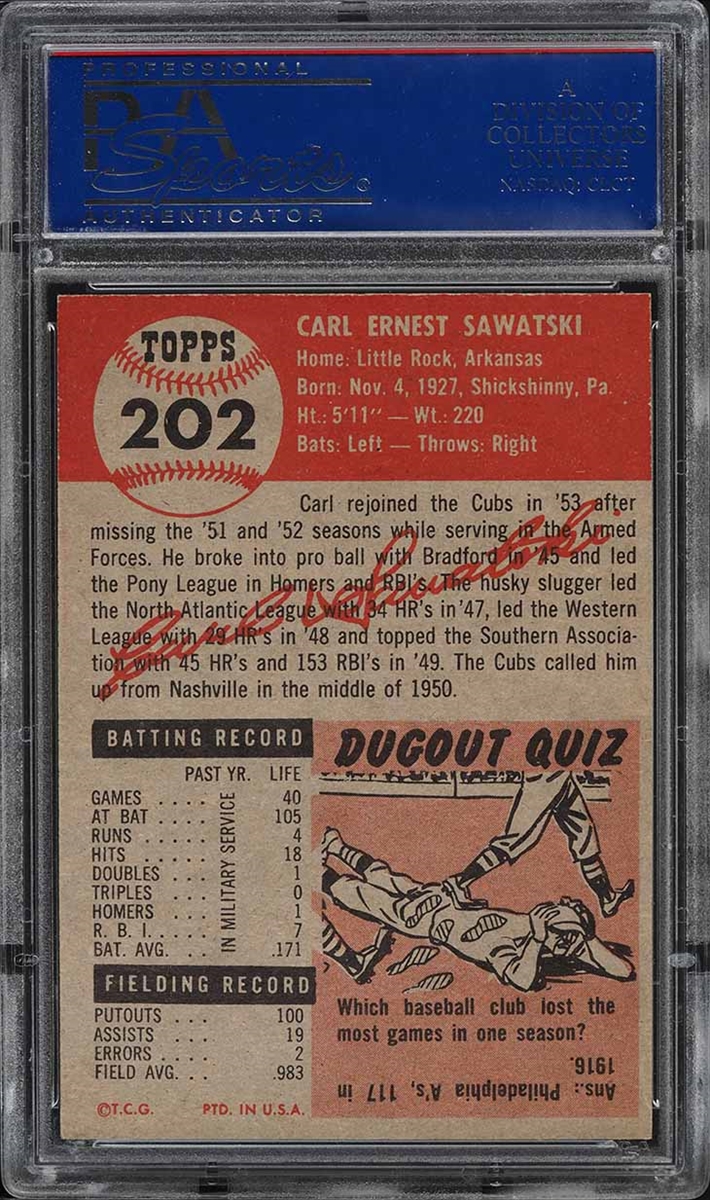 PROFESSIONAL
PSA
Sports
AUTHENTICATOR
A
DIVISION OF
COLLECTORS
UNIVERSE
NASDAQ: CLCT
TOPPS
202
CARL ERNEST SAWATSKI
Home: Little Rock, Arkansas
Born: Nov. 4, 1927, Shickshinny, Pa.
Ht.: 5'11" — Wt.: 220
Bats: Left — Throws: Right
Carl rejoined the Cubs in '53 after
missing the '51 and '52 seasons while serving in the Armed
Forces. He broke into pro ball with Bradford in '45 and led
the Pony League in Homers and RBI's. The husky slugger led
the North Atlantic League with 34 HR's in '47, led the Western
League with 29 HR's in '48 and topped the Southern Associa-
tion with 45 HR's and 153 RBI's in '49. The Cubs called him
up from Nashville in the middle of 1950.
Carl Sawatski
BATTING RECORD
PAST YR. LIFE
GAMES .... 40
AT BAT .... 105
RUNS .... 4
HITS ..... 18
DOUBLES .. 1
TRIPLES .. 0
HOMERS .. 1
R. B. I. .... 7
BAT. AVG. .. .171
IN MILITARY SERVICE
FIELDING RECORD
PUTOUTS ... 100
ASSISTS ... 19
ERRORS .... 2
FIELD AVG. .. .983
©T.C.G. PTD. IN U.S.A.
DUGOUT QUIZ
Which baseball club lost the
most games in one season?
Ans.: Philadelphia A's, 117 in
1916.